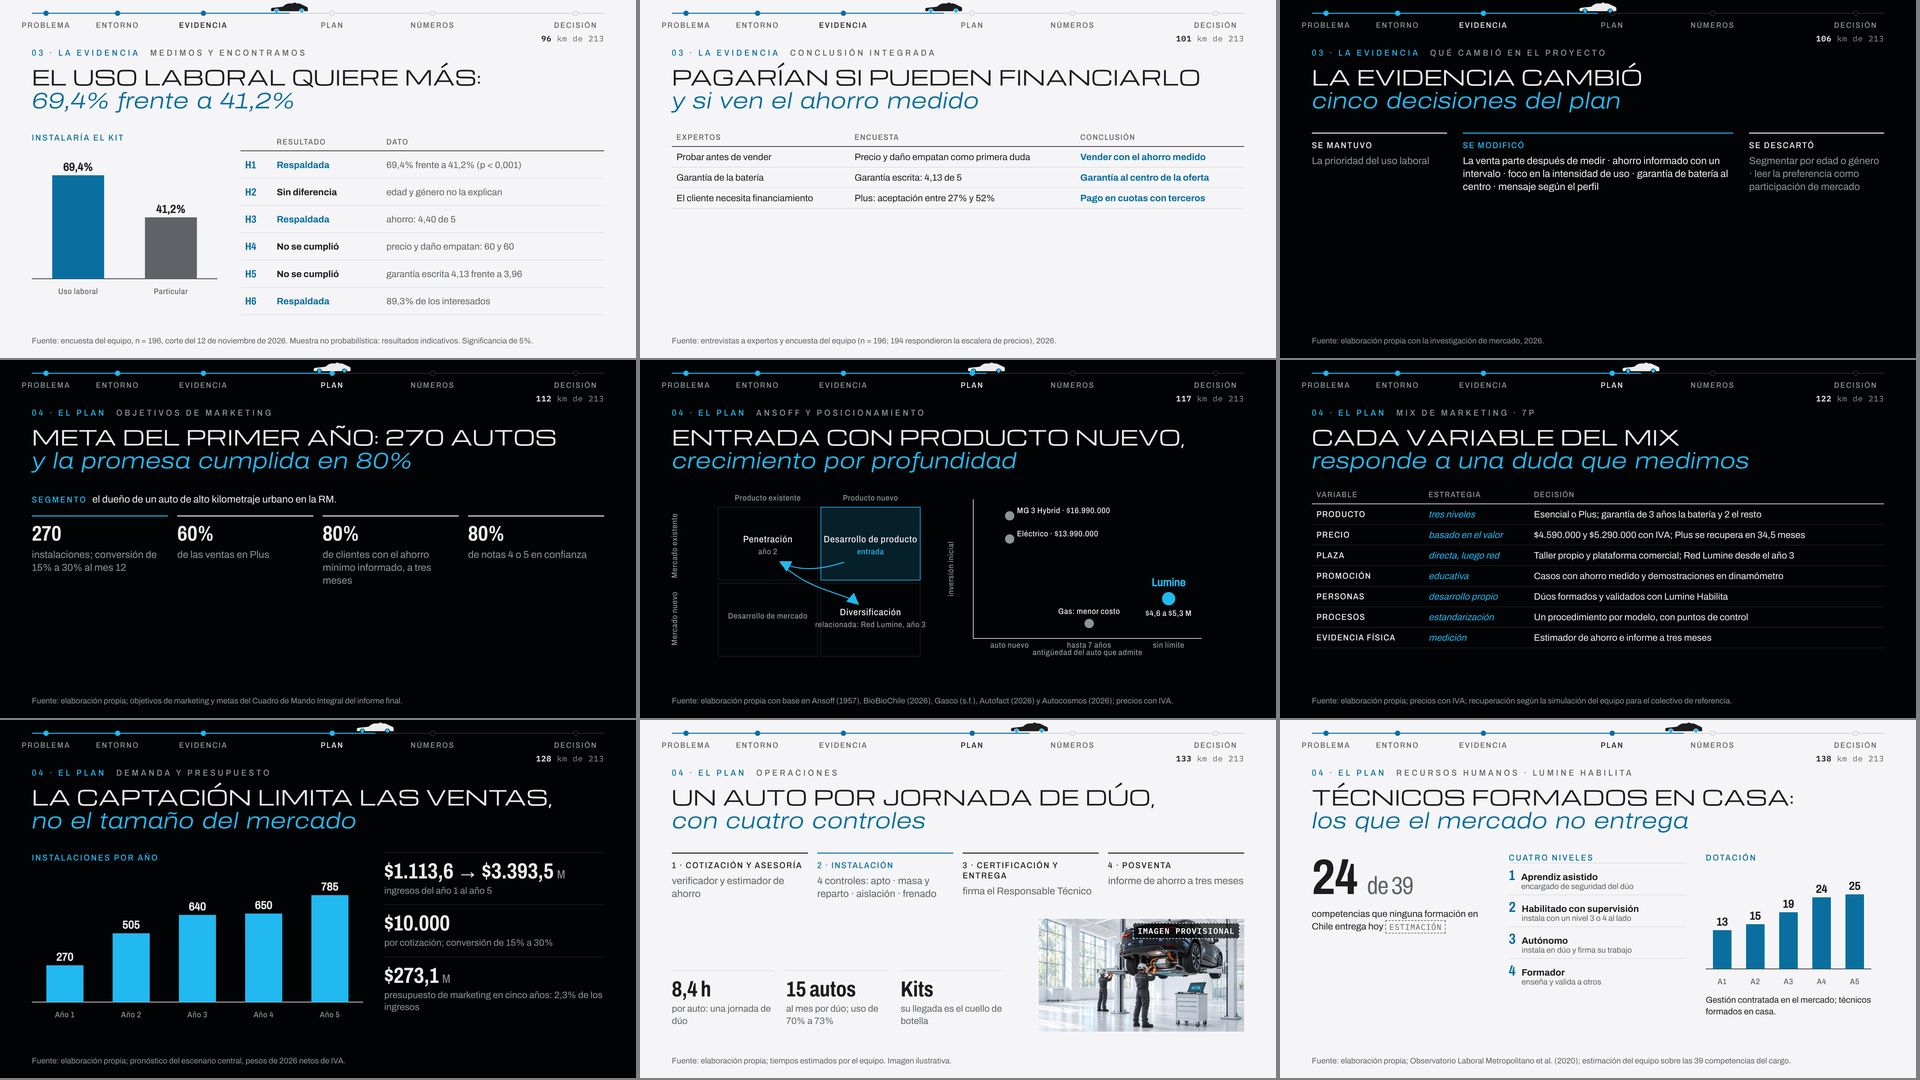 PROBLEMA ENTORNO EVIDENCIA PLAN NÚMEROS DECISIÓN
96 km de 213
03 · LA EVIDENCIA MEDIMOS Y ENCONTRAMOS
EL USO LABORAL QUIERE MÁS:
69,4% frente a 41,2%
INSTALARÍA EL KIT
69,4%
41,2%
Uso laboral Particular
RESULTADO DATO
H1 Respaldada 69,4% frente a 41,2% (p < 0,001)
H2 Sin diferencia edad y género no la explican
H3 Respaldada ahorro: 4,40 de 5
H4 No se cumplió precio y daño empatan: 60 y 60
H5 No se cumplió garantía escrita 4,13 frente a 3,96
H6 Respaldada 89,3% de los interesados
Fuente: encuesta del equipo, n = 196, corte del 12 de noviembre de 2026. Muestra no probabilística: resultados indicativos. Significancia de 5%.
PROBLEMA ENTORNO EVIDENCIA PLAN NÚMEROS DECISIÓN
101 km de 213
03 · LA EVIDENCIA CONCLUSIÓN INTEGRADA
PAGARÍAN SI PUEDEN FINANCIARLO
y si ven el ahorro medido
EXPERTOS ENCUESTA CONCLUSIÓN
Probar antes de vender Precio y daño empatan como primera duda Vender con el ahorro medido
Garantía de la batería Garantía escrita: 4,13 de 5 Garantía al centro de la oferta
El cliente necesita financiamiento Plus: aceptación entre 27% y 52% Pago en cuotas con terceros
Fuente: entrevistas a expertos y encuesta del equipo (n = 196; 194 respondieron la escalera de precios), 2026.
PROBLEMA ENTORNO EVIDENCIA PLAN NÚMEROS DECISIÓN
106 km de 213
03 · LA EVIDENCIA QUÉ CAMBIÓ EN EL PROYECTO
LA EVIDENCIA CAMBIÓ
cinco decisiones del plan
SE MANTUVO
La prioridad del uso laboral
SE MODIFICÓ
La venta parte después de medir · ahorro informado con un
intervalo · foco en la intensidad de uso · garantía de batería al
centro · mensaje según el perfil
SE DESCARTÓ
Segmentar por edad o género
· leer la preferencia como
participación de mercado
Fuente: elaboración propia con la investigación de mercado, 2026.
PROBLEMA ENTORNO EVIDENCIA PLAN NÚMEROS DECISIÓN
112 km de 213
04 · EL PLAN OBJETIVOS DE MARKETING
META DEL PRIMER AÑO: 270 AUTOS
y la promesa cumplida en 80%
SEGMENTO el dueño de un auto de alto kilometraje urbano en la RM.
270
instalaciones; conversión de
15% a 30% al mes 12
60%
de las ventas en Plus
80%
de clientes con el ahorro
mínimo informado, a tres
meses
80%
de notas 4 o 5 en confianza
Fuente: elaboración propia; objetivos de marketing y metas del Cuadro de Mando Integral del informe final.
PROBLEMA ENTORNO EVIDENCIA PLAN NÚMEROS DECISIÓN
117 km de 213
04 · EL PLAN ANSOFF Y POSICIONAMIENTO
ENTRADA CON PRODUCTO NUEVO,
crecimiento por profundidad
Producto existente Producto nuevo
Mercado existente
Mercado nuevo
Penetración
año 2
Desarrollo de producto
entrada
Desarrollo de mercado
Diversificación
relacionada: Red Lumine, año 3
inversión inicial
MG 3 Hybrid · $16.990.000
Eléctrico · $13.990.000
Lumine
$4,6 a $5,3 M
Gas: menor costo
auto nuevo hasta 7 años sin límite
antigüedad del auto que admite
Fuente: elaboración propia con base en Ansoff (1957), BioBioChile (2026), Gasco (s.f.), Autofact (2026) y Autocosmos (2026); precios con IVA.
PROBLEMA ENTORNO EVIDENCIA PLAN NÚMEROS DECISIÓN
122 km de 213
04 · EL PLAN MIX DE MARKETING · 7P
CADA VARIABLE DEL MIX
responde a una duda que medimos
VARIABLE ESTRATEGIA DECISIÓN
PRODUCTO tres niveles Esencial o Plus; garantía de 3 años la batería y 2 el resto
PRECIO basado en el valor $4.590.000 y $5.290.000 con IVA; Plus se recupera en 34,5 meses
PLAZA directa, luego red Taller propio y plataforma comercial; Red Lumine desde el año 3
PROMOCIÓN educativa Casos con ahorro medido y demostraciones en dinamómetro
PERSONAS desarrollo propio Dúos formados y validados con Lumine Habilita
PROCESOS estandarización Un procedimiento por modelo, con puntos de control
EVIDENCIA FÍSICA medición Estimador de ahorro e informe a tres meses
Fuente: elaboración propia; precios con IVA; recuperación según la simulación del equipo para el colectivo de referencia.
PROBLEMA ENTORNO EVIDENCIA PLAN NÚMEROS DECISIÓN
128 km de 213
04 · EL PLAN DEMANDA Y PRESUPUESTO
LA CAPTACIÓN LIMITA LAS VENTAS,
no el tamaño del mercado
INSTALACIONES POR AÑO
270 505 640 650 785
Año 1 Año 2 Año 3 Año 4 Año 5
$1.113,6 → $3.393,5 M
ingresos del año 1 al año 5
$10.000
por cotización; conversión de 15% a 30%
$273,1 M
presupuesto de marketing en cinco años: 2,3% de los
ingresos
Fuente: elaboración propia; pronóstico del escenario central, pesos de 2026 netos de IVA.
PROBLEMA ENTORNO EVIDENCIA PLAN NÚMEROS DECISIÓN
133 km de 213
04 · EL PLAN OPERACIONES
UN AUTO POR JORNADA DE DÚO,
con cuatro controles
1 · COTIZACIÓN Y ASESORÍA
verificador y estimador de
ahorro
2 · INSTALACIÓN
4 controles: apto · masa y
reparto · aislación · frenado
3 · CERTIFICACIÓN Y
ENTREGA
firma el Responsable Técnico
4 · POSVENTA
informe de ahorro a tres meses
IMAGEN PROVISIONAL
8,4 h
por auto: una jornada de
dúo
15 autos
al mes por dúo; uso de
70% a 73%
Kits
su llegada es el cuello de
botella
Fuente: elaboración propia; tiempos estimados por el equipo. Imagen ilustrativa.
PROBLEMA ENTORNO EVIDENCIA PLAN NÚMEROS DECISIÓN
138 km de 213
04 · EL PLAN RECURSOS HUMANOS · LUMINE HABILITA
TÉCNICOS FORMADOS EN CASA:
los que el mercado no entrega
24 de 39
competencias que ninguna formación en
Chile entrega hoy ESTIMACIÓN
CUATRO NIVELES
1 Aprendiz asistido
encargado de seguridad del dúo
2 Habilitado con supervisión
instala con un nivel 3 o 4 al lado
3 Autónomo
instala en dúo y firma su trabajo
4 Formador
enseña y valida a otros
DOTACIÓN
13 15 19 24 25
A1 A2 A3 A4 A5
Gestión contratada en el mercado; técnicos
formados en casa.
Fuente: elaboración propia; Observatorio Laboral Metropolitano et al. (2020); estimación del equipo sobre las 39 competencias del cargo.